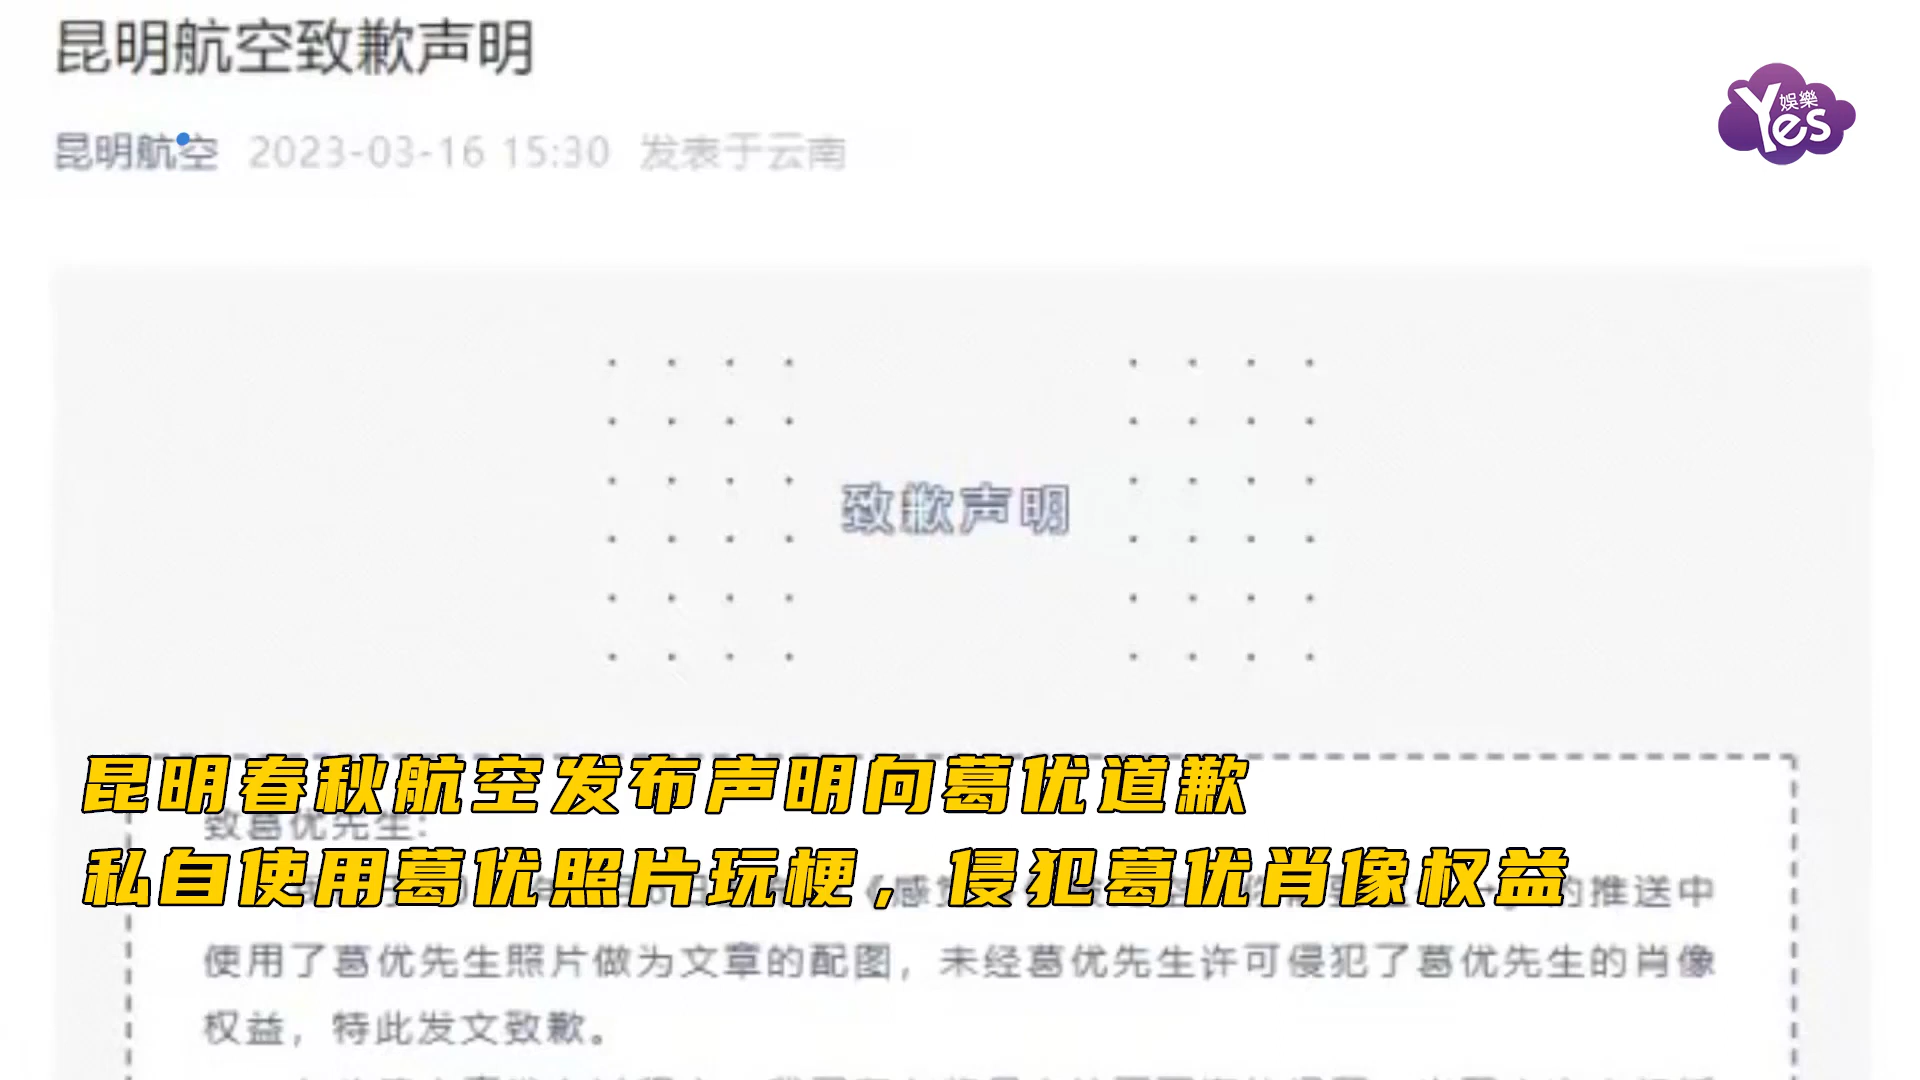 昆明航空致歉声明
昆明航空 2023-03-16 15:30 发表于云南
娱樂
Yes
致歉声明
昆明春秋航空发布声明向葛优道歉
致葛优先生:
私自使用葛优照片玩梗，侵犯葛优肖像权益
的推送中
使用了葛优先生照片做为文章的配图，未经葛优先生许可侵犯了葛优先生的肖像
权益，特此发文致歉。